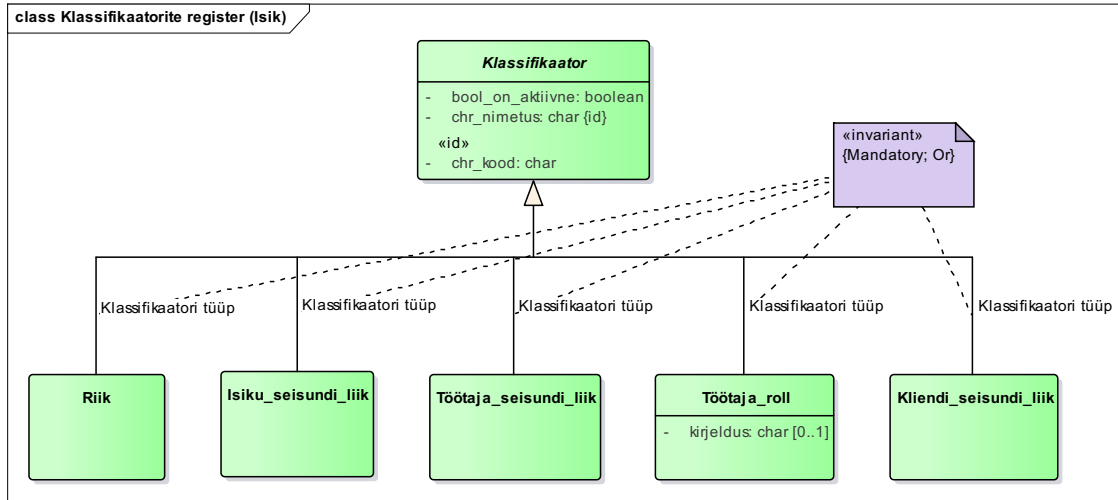 class Klassifikaatorite register (Isik)
Klassifikaator
- bool_on_aktiivne: boolean
- chr_nimetus: char {id}
«id»
- chr_kood: char
«invariant»
{Mandatory; Or}
Klassifikaatori tüüp
Klassifikaatori tüüp
Klassifikaatori tüüp
Klassifikaatori tüüp
Klassifikaatori tüüp
Riik
Isiku_seisundi_liik
Töötaja_seisundi_liik
Töötaja_roll
- kirjeldus: char [0..1]
Kliendi_seisundi_liik